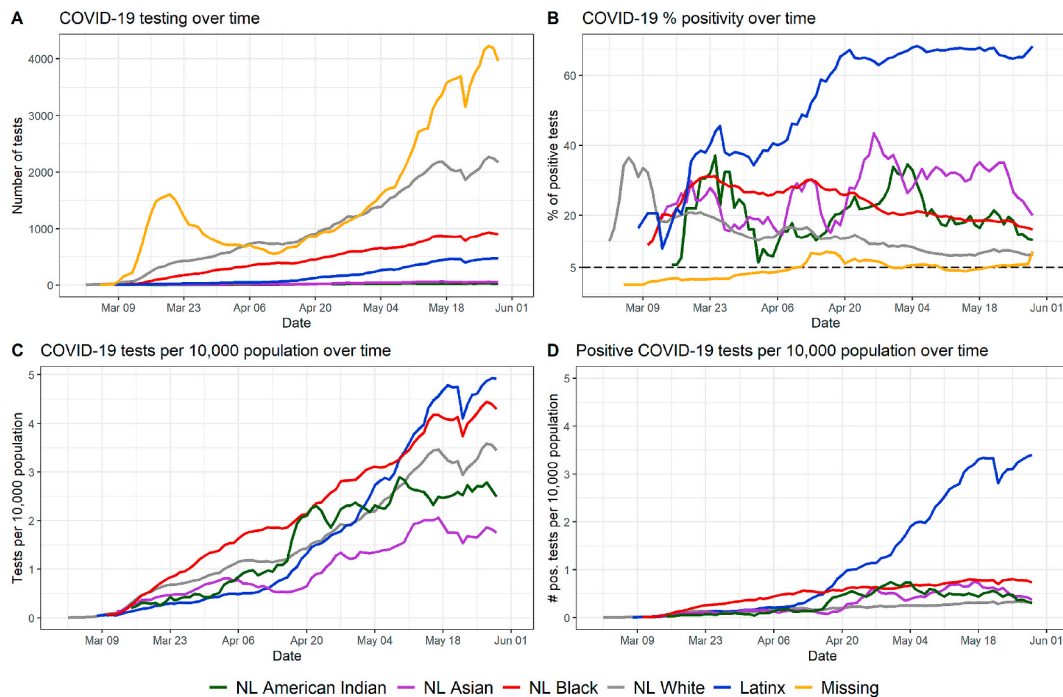 A COVID-19 testing over time
4000
3000
2000
1000
0
Number of tests
Mar 09 Mar 23 Apr 06 Apr 20 May 04 May 18 Jun 01
Date
B COVID-19 % positivity over time
60
40
20
5
% of positive tests
Mar 09 Mar 23 Apr 06 Apr 20 May 04 May 18 Jun 01
Date
C COVID-19 tests per 10,000 population over time
5
4
3
2
1
0
Tests per 10,000 population
Mar 09 Mar 23 Apr 06 Apr 20 May 04 May 18 Jun 01
Date
D Positive COVID-19 tests per 10,000 population over time
5
4
3
2
1
0
# pos. tests per 10,000 population
Mar 09 Mar 23 Apr 06 Apr 20 May 04 May 18 Jun 01
Date
NL American Indian NL Asian NL Black NL White Latinx Missing